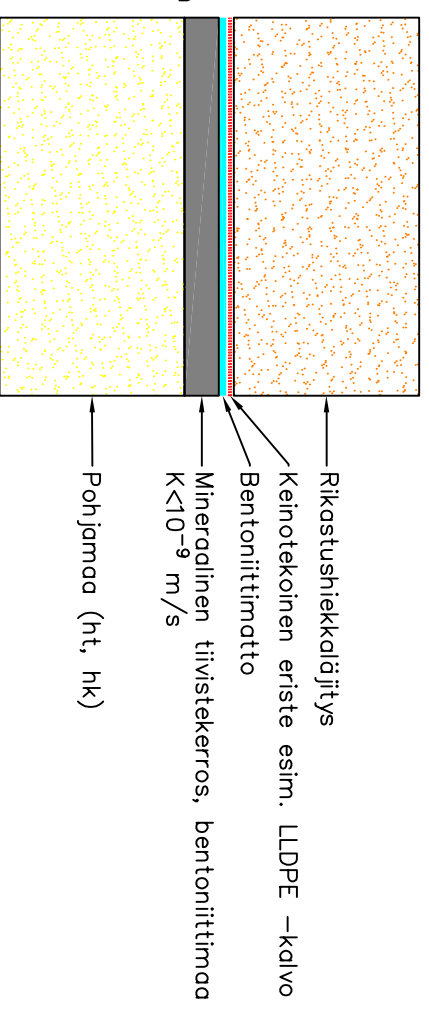 Rikastushiekkaläjitys
Keinotekoinen eriste esim. LLDPE –kalvo
Bentoniittimatto
Mineraalinen tiivistekerros, bentoniittimaa
K<10⁻⁹ m/s
Pohjamaa (ht, hk)